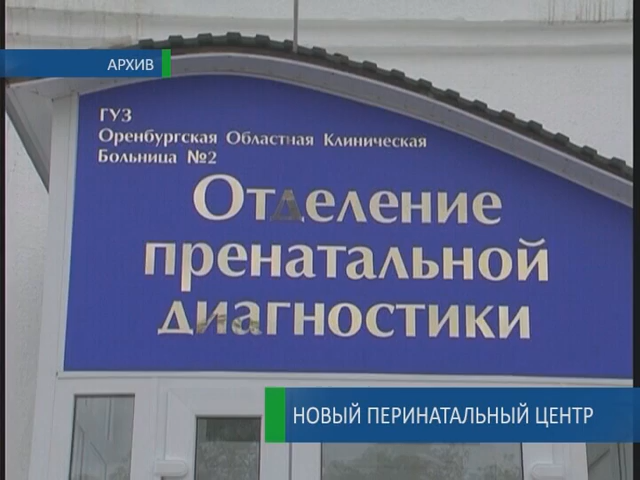 АРХИВ
ГУЗ
Оренбургская Областная Клиническая
Больница №2
Отделение
пренатальной
диагностики
НОВЫЙ ПЕРИНАТАЛЬНЫЙ ЦЕНТР